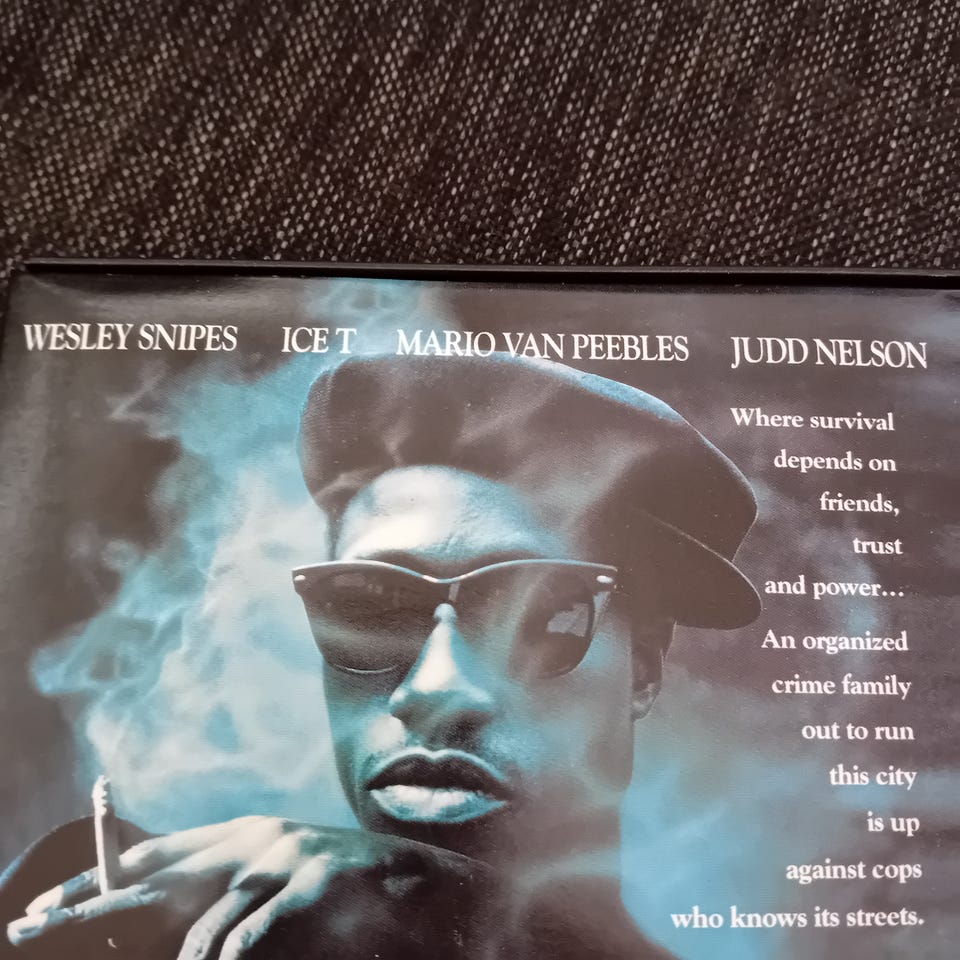 WESLEY SNIPES ICE T MARIO VAN PEEBLES JUDD NELSON
Where survival
depends on
friends,
trust
and power...
An organized
crime family
out to run
this city
is up
against cops
who knows its streets.